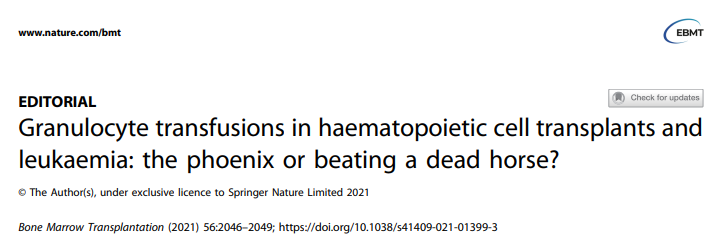 www.nature.com/bmt
EBMT
Check for updates
EDITORIAL
Granulocyte transfusions in haematopoietic cell transplants and
leukaemia: the phoenix or beating a dead horse?
© The Author(s), under exclusive licence to Springer Nature Limited 2021
Bone Marrow Transplantation (2021) 56:2046–2049; https://doi.org/10.1038/s41409-021-01399-3